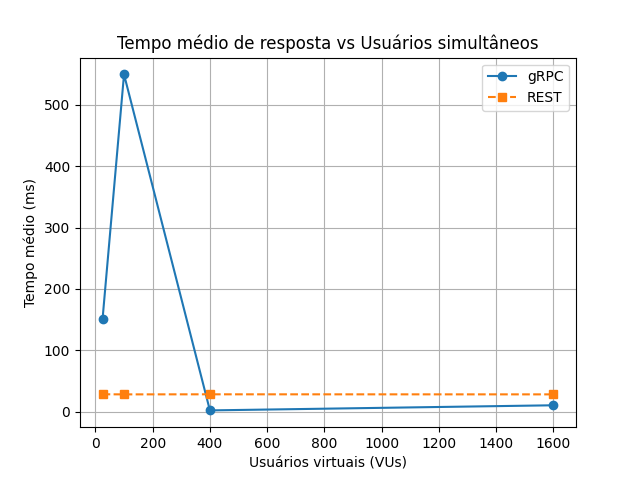 Tempo médio de resposta vs Usuários simultâneos
gRPC
REST
Tempo médio (ms)
500
400
300
200
100
0
0 200 400 600 800 1000 1200 1400 1600
Usuários virtuais (VUs)